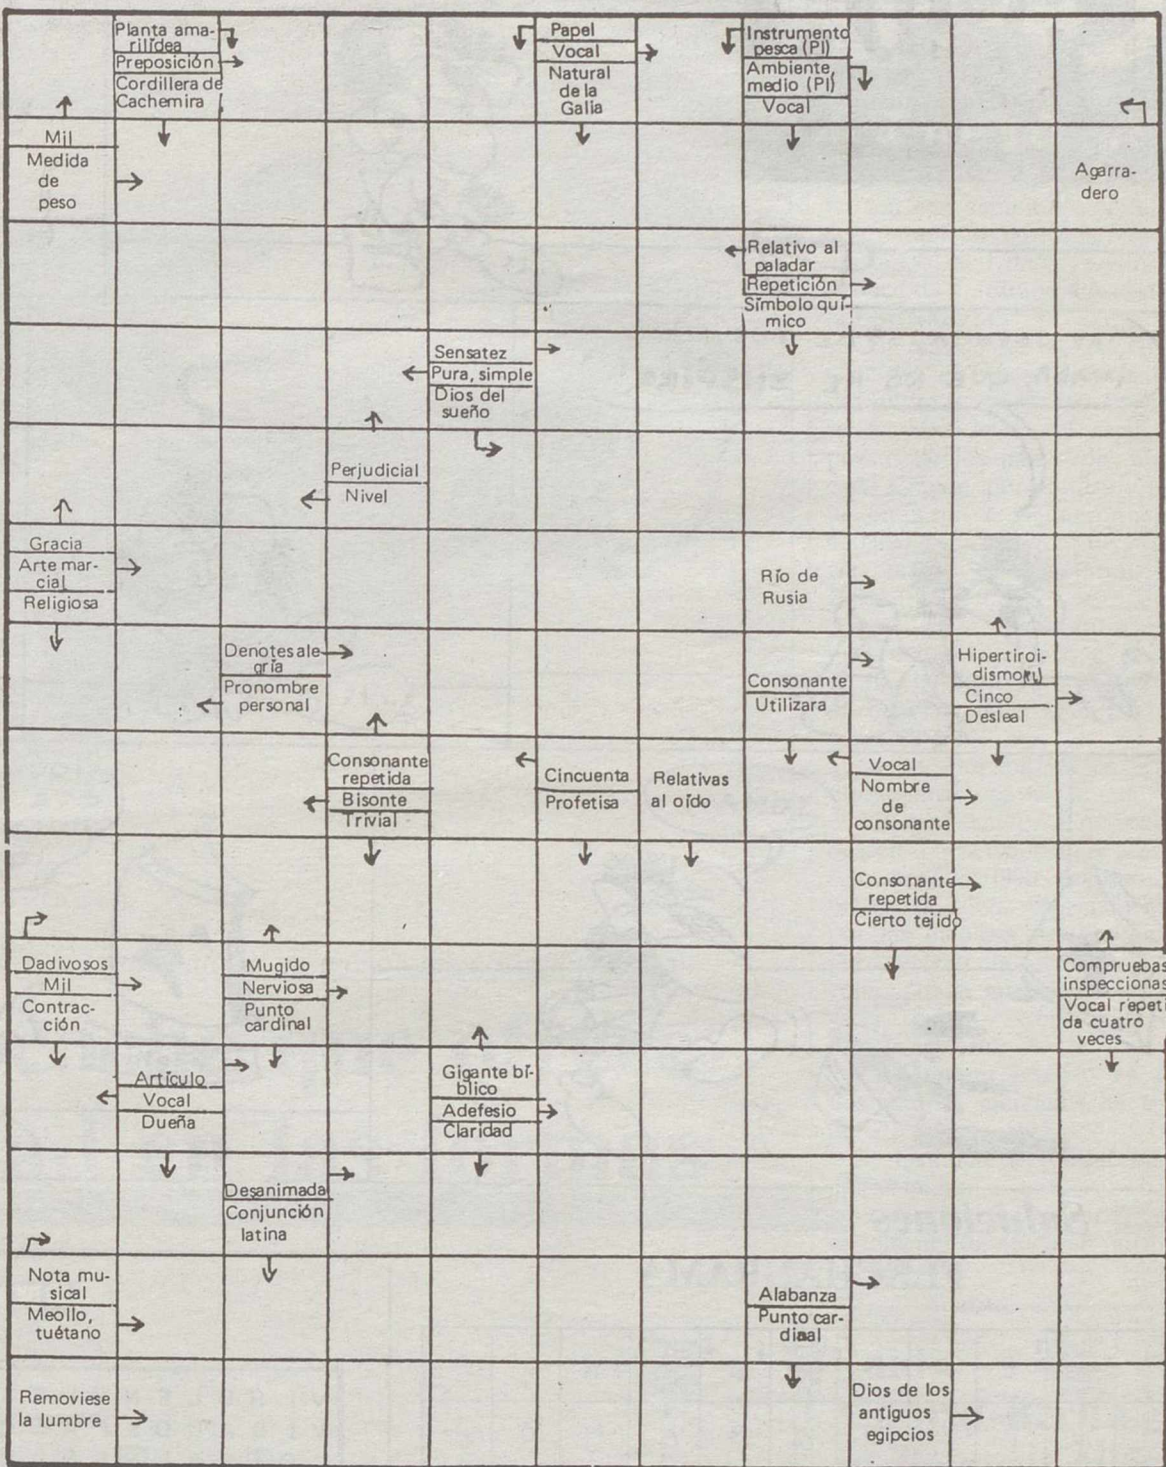 Planta ama-
rilídea
Preposición
Cordillera de
Cachemira
Papel
Vocal
Natural
de la
Galia
Instrumento
pesca (Pl)
Ambiente,
medio (Pl)
Vocal
Mil
Medida
de
peso
Agarra-
dero
Relativo al
paladar
Repetición
Símbolo quí-
mico
Sensatez
Pura, simple
Dios del
sueño
Perjudicial
Nivel
Gracia
Arte mar-
cial
Religiosa
Río de
Rusia
Denotes ale
gría
Pronombre
personal
Consonante
Utilizara
Hipertiroi-
dismo
Cinco
Desleal
Consonante
repetida
Bisonte
Trivial
Cincuenta
Profetisa
Relativas
al oído
Vocal
Nombre
de
consonante
Consonante
repetida
Cierto tejido
Dadivosos
Mil
Contrac-
ción
Mugido
Nerviosa
Punto
cardinal
Compruebas
inspeccionas
Vocal repeti
da cuatro
veces
Artículo
Vocal
Dueña
Gigante bí-
blico
Adefesio
Claridad
Desanimada
Conjunción
latina
Nota mu-
sical
Meollo,
tuétano
Alabanza
Punto car-
dinal
Removiese
la lumbre
Dios de los
antiguos
egipcios